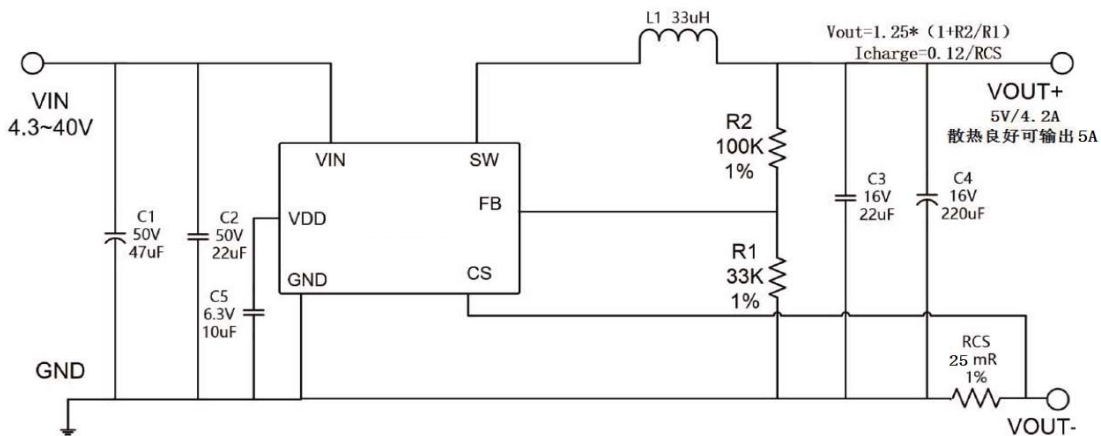 L1 33uH
Vout=1.25* (1+R2/R1)
Icharge=0.12/RCS
VIN
4.3~40V
VOUT+
5V/4.2A
散热良好可输出5A
R2
100K
1%
VIN
SW
C1
50V
47uF
C2
50V
22uF
VDD
FB
C3
16V
22uF
C4
16V
220uF
R1
33K
1%
GND
CS
C5
6.3V
10uF
GND
RCS
25 mR
1%
VOUT-